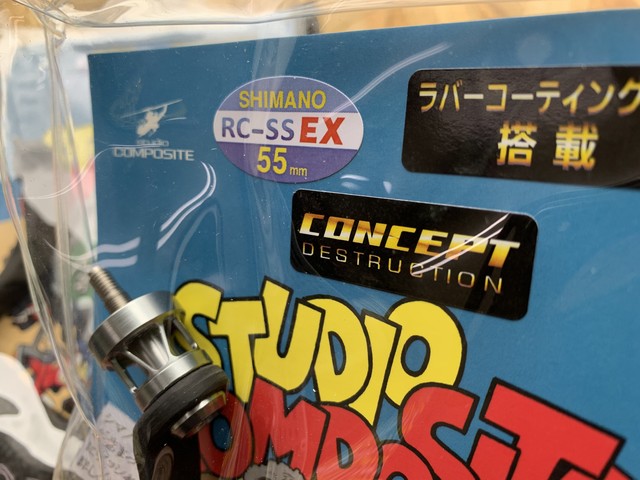 SHIMANO
RC-SS EX
55mm
studio
COMPOSITE
ラバーコーティング
搭載
CONCEPT
DESTRUCTION
STUDIO
COMPOSIT